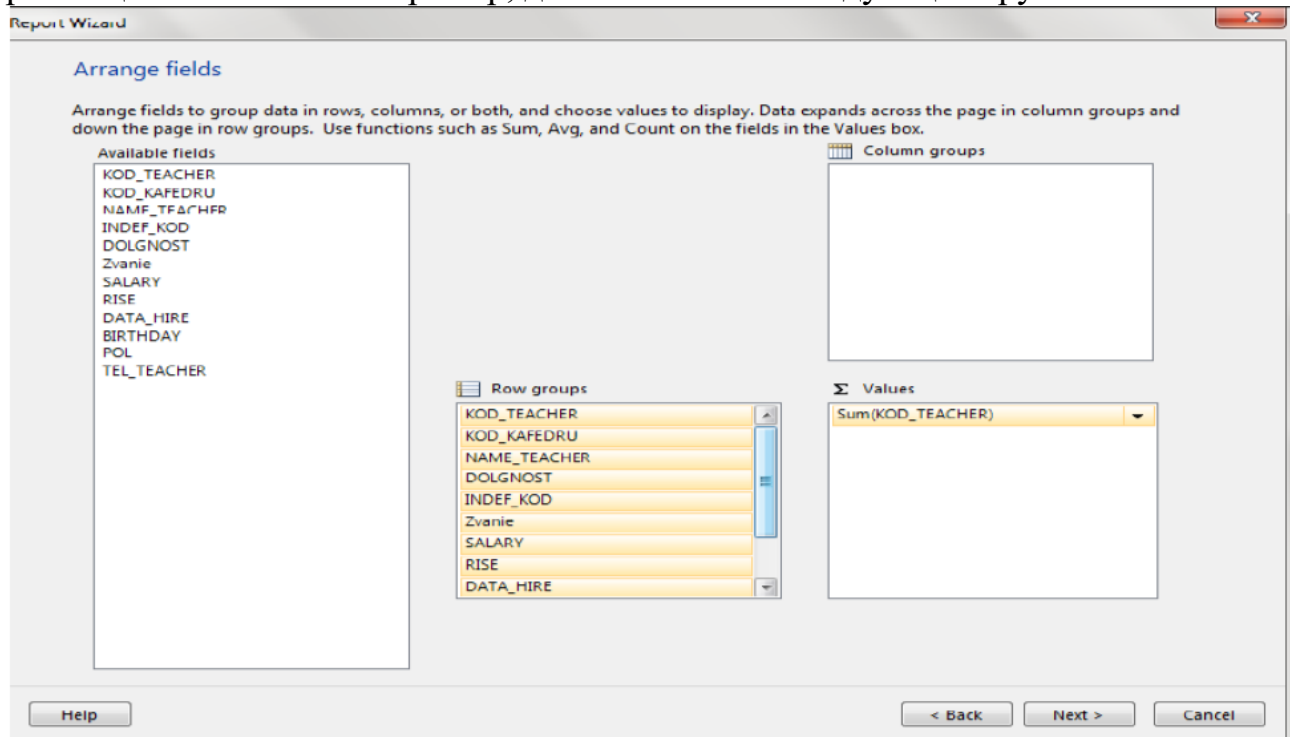 Report Wizard
Arrange fields
Arrange fields to group data in rows, columns, or both, and choose values to display. Data expands across the page in column groups and
down the page in row groups. Use functions such as Sum, Avg, and Count on the fields in the Values box.
Available fields
KOD_TEACHER
KOD_KAFEDRU
NAME_TEACHER
INDEF_KOD
DOLGNOST
Zvanie
SALARY
RISE
DATA_HIRE
BIRTHDAY
POL
TEL_TEACHER
Column groups
Row groups
KOD_TEACHER
KOD_KAFEDRU
NAME_TEACHER
DOLGNOST
INDEF_KOD
Zvanie
SALARY
RISE
DATA_HIRE
Σ Values
Sum(KOD_TEACHER)
Help
< Back
Next >
Cancel